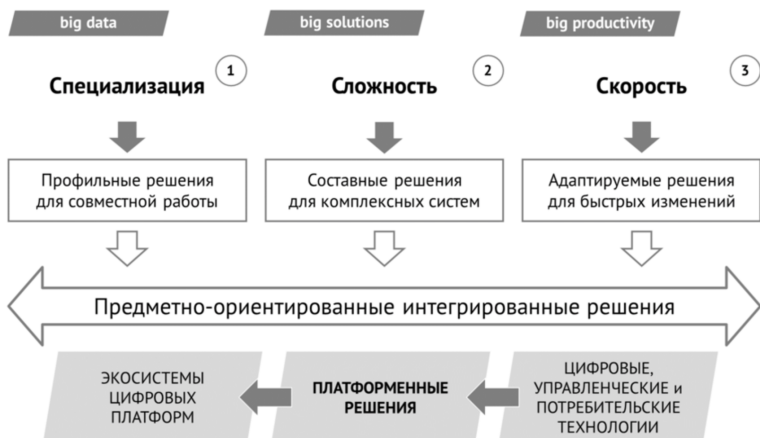 big data
big solutions
big productivity
1
2
3
Специализация
Сложность
Скорость
Профильные решения
для совместной работы
Составные решения
для комплексных систем
Адаптируемые решения
для быстрых изменений
Предметно-ориентированные интегрированные решения
ЭКОСИСТЕМЫ
ЦИФРОВЫХ
ПЛАТФОРМ
ПЛАТФОРМЕННЫЕ
РЕШЕНИЯ
ЦИФРОВЫЕ,
УПРАВЛЕНЧЕСКИЕ и
ПОТРЕБИТЕЛЬСКИЕ
ТЕХНОЛОГИИ